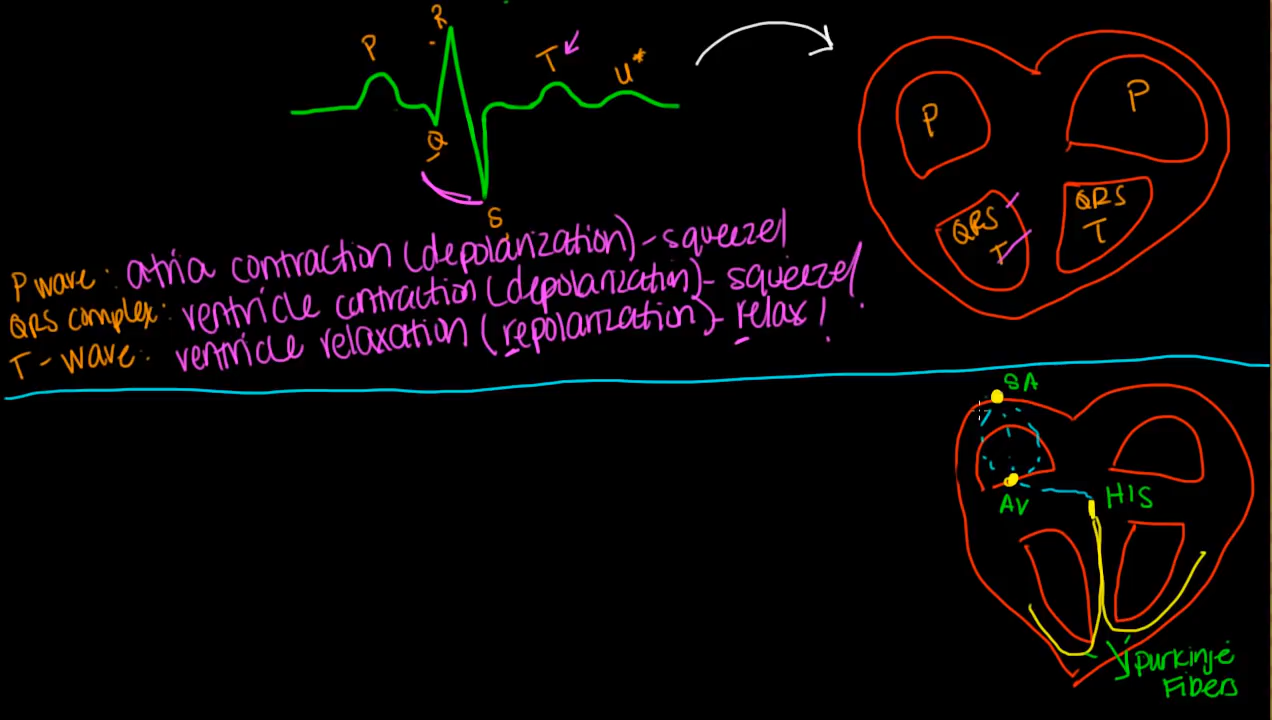 R
P
T
U*
Q
S
P
P
QRS
T
QRS
T
P wave: atria contraction (depolarization) - squeeze!
QRS complex: ventricle contraction (depolarization) - squeeze!
T-wave: ventricle relaxation (repolarization) - relax!
SA
AV
HIS
purkinje
Fibers